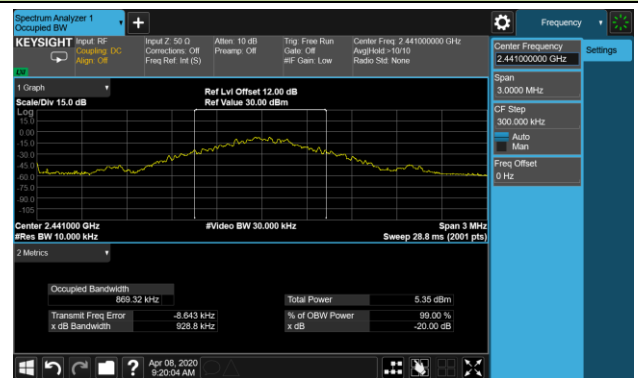 Spectrum Analyzer 1
Occupied BW
Frequency
KEYSIGHT
Input: RF
Coupling: DC
Align: Off
Input Z: 50 Ω
Corrections: Off
Freq Ref: Int (S)
Atten: 10 dB
Preamp: Off
Trig: Free Run
Gate: Off
#IF Gain: Low
Center Freq: 2.441000000 GHz
Avg|Hold:>10/10
Radio Std: None
Center Frequency
2.441000000 GHz
Settings
Span
3.0000 MHz
CF Step
300.000 kHz
Auto
Man
Freq Offset
0 Hz
1 Graph
Scale/Div 15.0 dB
Ref Lvl Offset 12.00 dB
Ref Value 30.00 dBm
Log
15.0
0.00
-15.0
-30.0
-45.0
-60.0
-75.0
-90.0
-105
Center 2.441000 GHz
#Res BW 10.000 kHz
#Video BW 30.000 kHz
Span 3 MHz
Sweep 28.8 ms (2001 pts)
2 Metrics
Occupied Bandwidth
869.32 kHz
Total Power 5.35 dBm
Transmit Freq Error -8.643 kHz
% of OBW Power 99.00 %
x dB Bandwidth 928.8 kHz
x dB -20.00 dB
Apr 08, 2020
9:20:04 AM